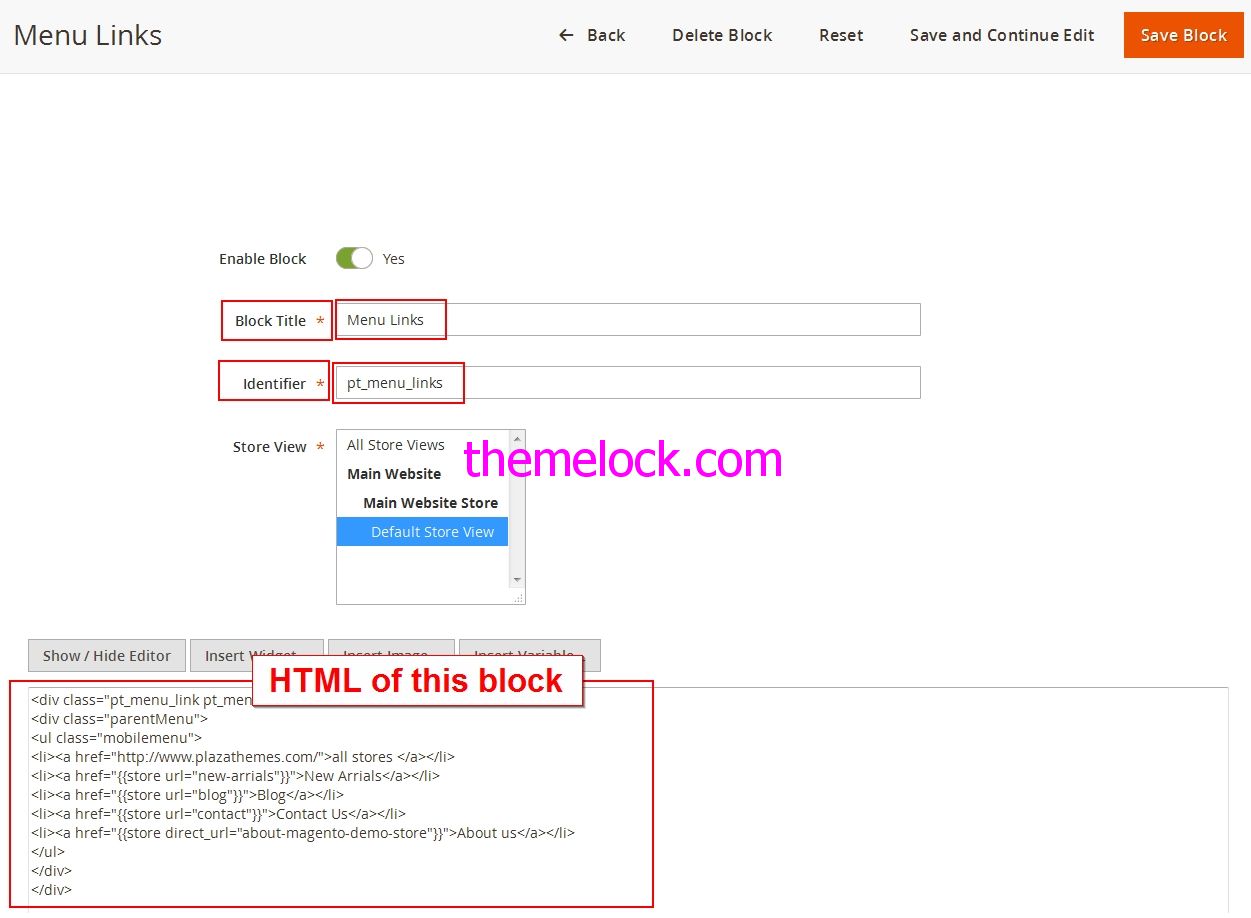 Menu Links
← Back Delete Block Reset Save and Continue Edit Save Block
Enable Block Yes
Block Title * Menu Links
Identifier * pt_menu_links
Store View * All Store Views
Main Website
Main Website Store
Default Store View
themelock.com
Show / Hide Editor Insert Widget... Insert Image... Insert Variable...
HTML of this block
<div class="pt_menu_link pt_men
<div class="parentMenu">
<ul class="mobilemenu">
<li><a href="http://www.plazathemes.com/">all stores </a></li>
<li><a href="{{store url="new-arrials"}}">New Arrials</a></li>
<li><a href="{{store url="blog"}}">Blog</a></li>
<li><a href="{{store url="contact"}}">Contact Us</a></li>
<li><a href="{{store direct_url="about-magento-demo-store"}}">About us</a></li>
</ul>
</div>
</div>